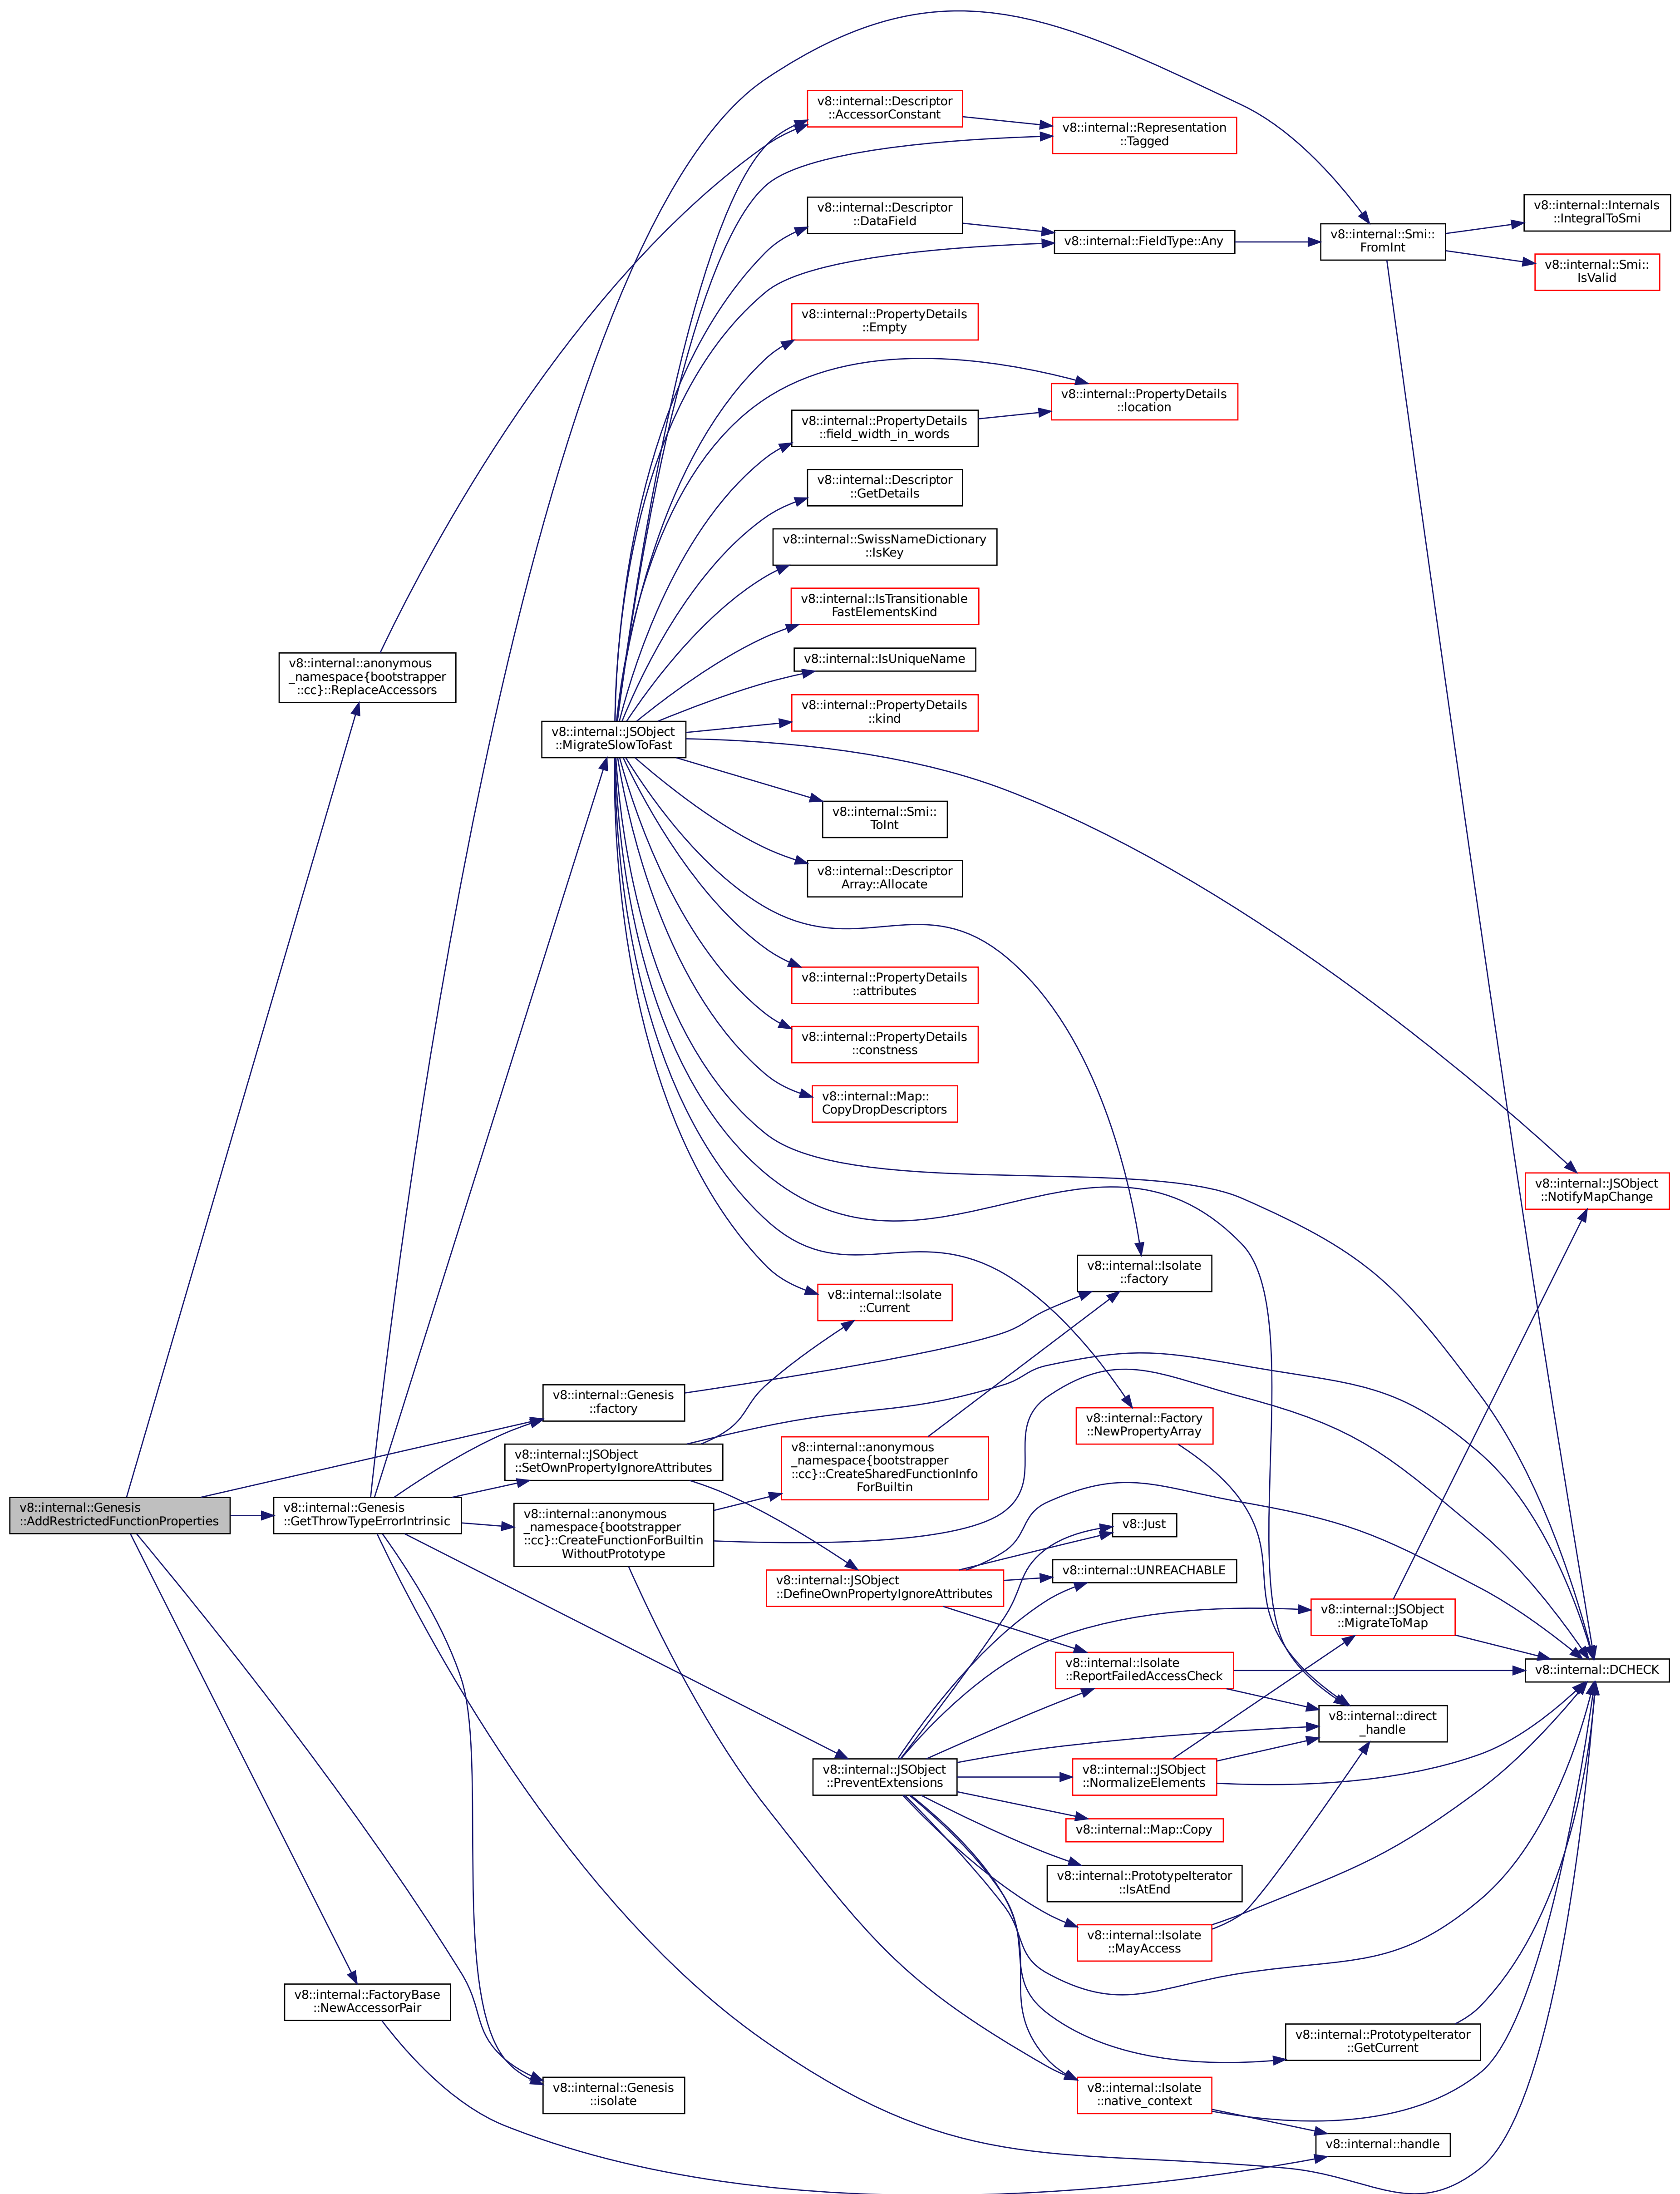 v8::internal::Descriptor
::AccessorConstant
v8::internal::Representation
::Tagged
v8::internal::Descriptor
::DataField
v8::internal::Internals
::IntegralToSmi
v8::internal::FieldType::Any
v8::internal::Smi::
FromInt
v8::internal::Smi::
IsValid
v8::internal::PropertyDetails
::Empty
v8::internal::PropertyDetails
::location
v8::internal::PropertyDetails
::field_width_in_words
v8::internal::Descriptor
::GetDetails
v8::internal::SwissNameDictionary
::IsKey
v8::internal::IsTransitionable
FastElementsKind
v8::internal::anonymous
_namespace{bootstrapper
::cc}::ReplaceAccessors
v8::internal::IsUniqueName
v8::internal::PropertyDetails
::kind
v8::internal::JSObject
::MigrateSlowToFast
v8::internal::Smi::
ToInt
v8::internal::Descriptor
Array::Allocate
v8::internal::PropertyDetails
::attributes
v8::internal::PropertyDetails
::constness
v8::internal::Map::
CopyDropDescriptors
v8::internal::JSObject
::NotifyMapChange
v8::internal::Isolate
::factory
v8::internal::Isolate
::Current
v8::internal::Genesis
::factory
v8::internal::Factory
::NewPropertyArray
v8::internal::JSObject
::SetOwnPropertyIgnoreAttributes
v8::internal::anonymous
_namespace{bootstrapper
::cc}::CreateSharedFunctionInfo
ForBuiltin
v8::internal::Genesis
::AddRestrictedFunctionProperties
v8::internal::Genesis
::GetThrowTypeErrorIntrinsic
v8::internal::anonymous
_namespace{bootstrapper
::cc}::CreateFunctionForBuiltin
WithoutPrototype
v8::Just
v8::internal::UNREACHABLE
v8::internal::JSObject
::DefineOwnPropertyIgnoreAttributes
v8::internal::JSObject
::MigrateToMap
v8::internal::Isolate
::ReportFailedAccessCheck
v8::internal::DCHECK
v8::internal::direct
_handle
v8::internal::JSObject
::PreventExtensions
v8::internal::JSObject
::NormalizeElements
v8::internal::Map::Copy
v8::internal::PrototypeIterator
::IsAtEnd
v8::internal::Isolate
::MayAccess
v8::internal::FactoryBase
::NewAccessorPair
v8::internal::PrototypeIterator
::GetCurrent
v8::internal::Genesis
::isolate
v8::internal::Isolate
::native_context
v8::internal::handle